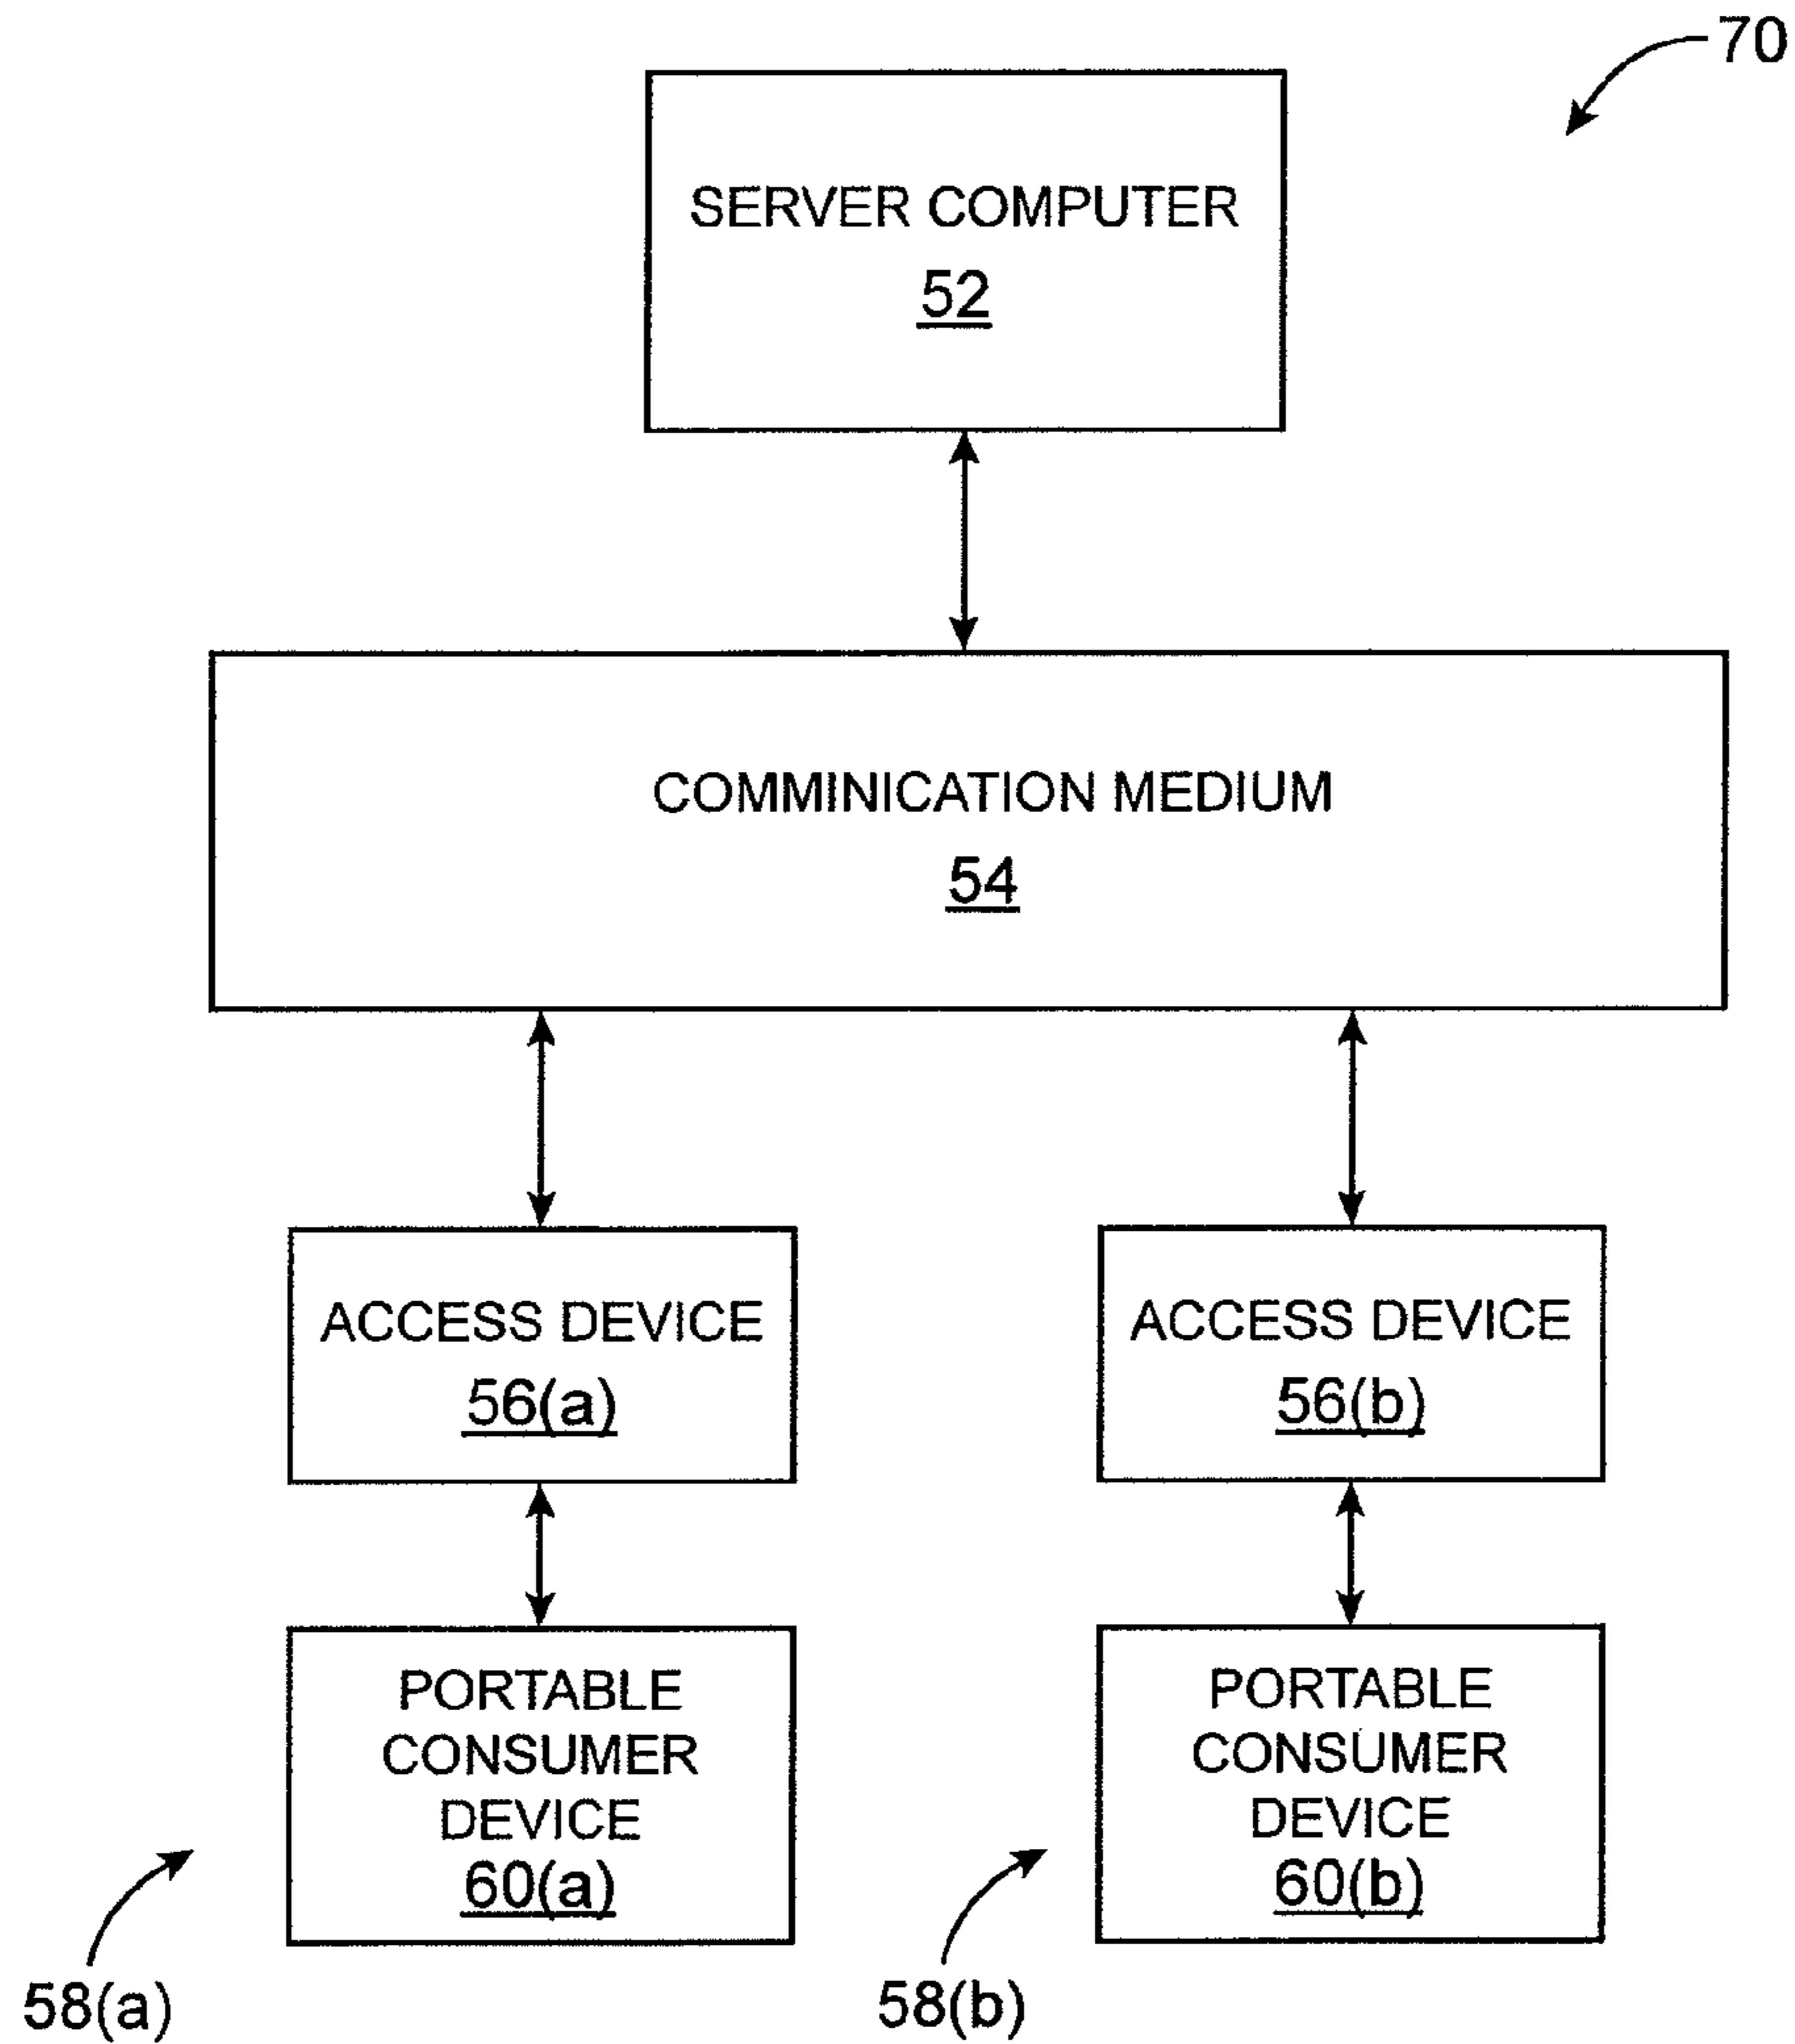 70
SERVER COMPUTER
52
COMMINICATION MEDIUM
54
ACCESS DEVICE
56(a)
ACCESS DEVICE
56(b)
PORTABLE
CONSUMER
DEVICE
60(a)
PORTABLE
CONSUMER
DEVICE
60(b)
58(a)
58(b)